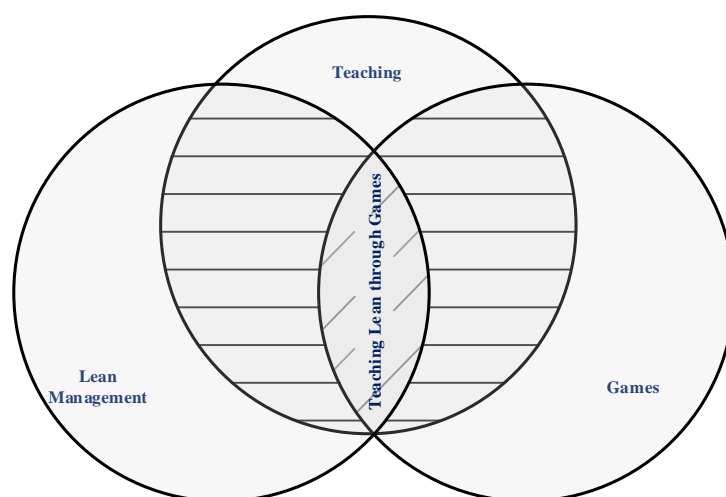 Teaching
Teaching Lean through Games
Lean
Management
Games